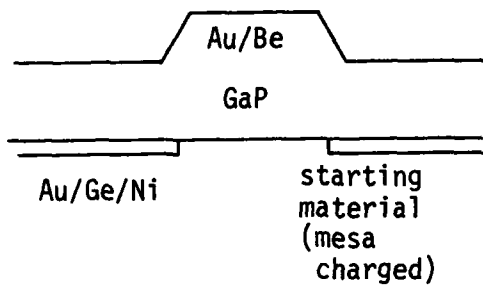 Au/Be
GaP
Au/Ge/Ni
starting
material
(mesa
charged)